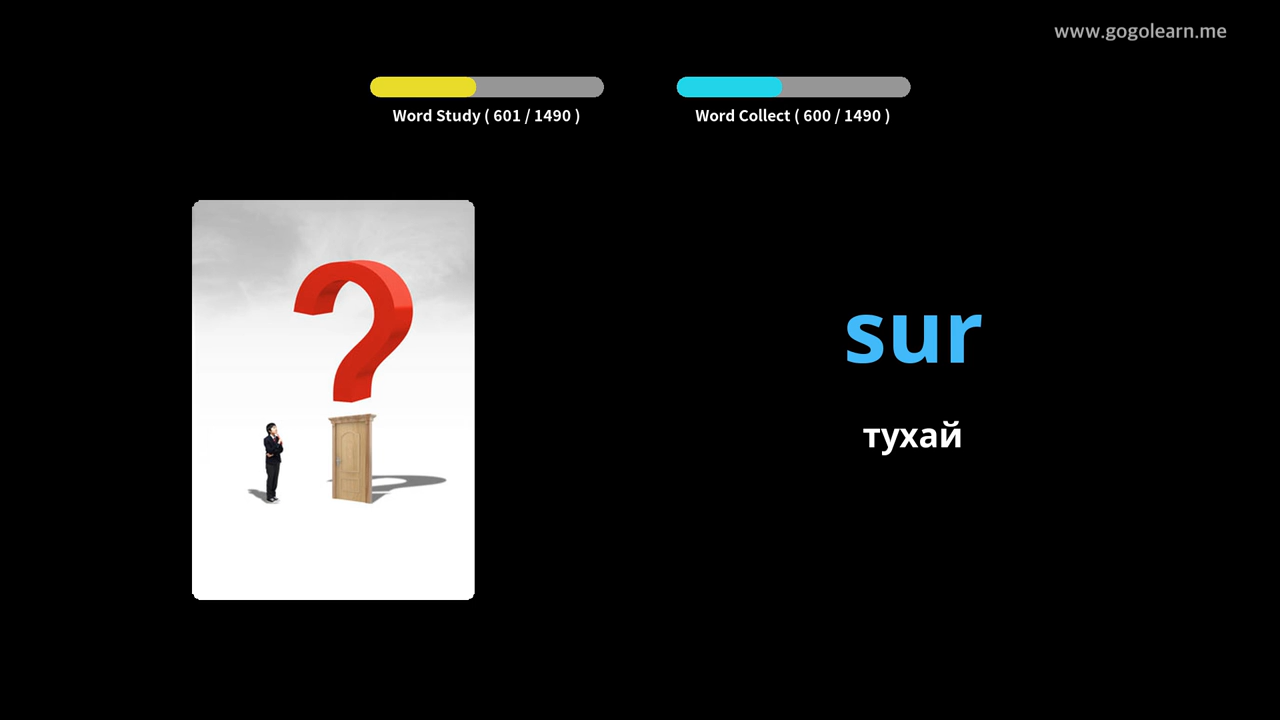 www.gogolearn.me
Word Study ( 601 / 1490 )
Word Collect ( 600 / 1490 )
?
sur
тухай